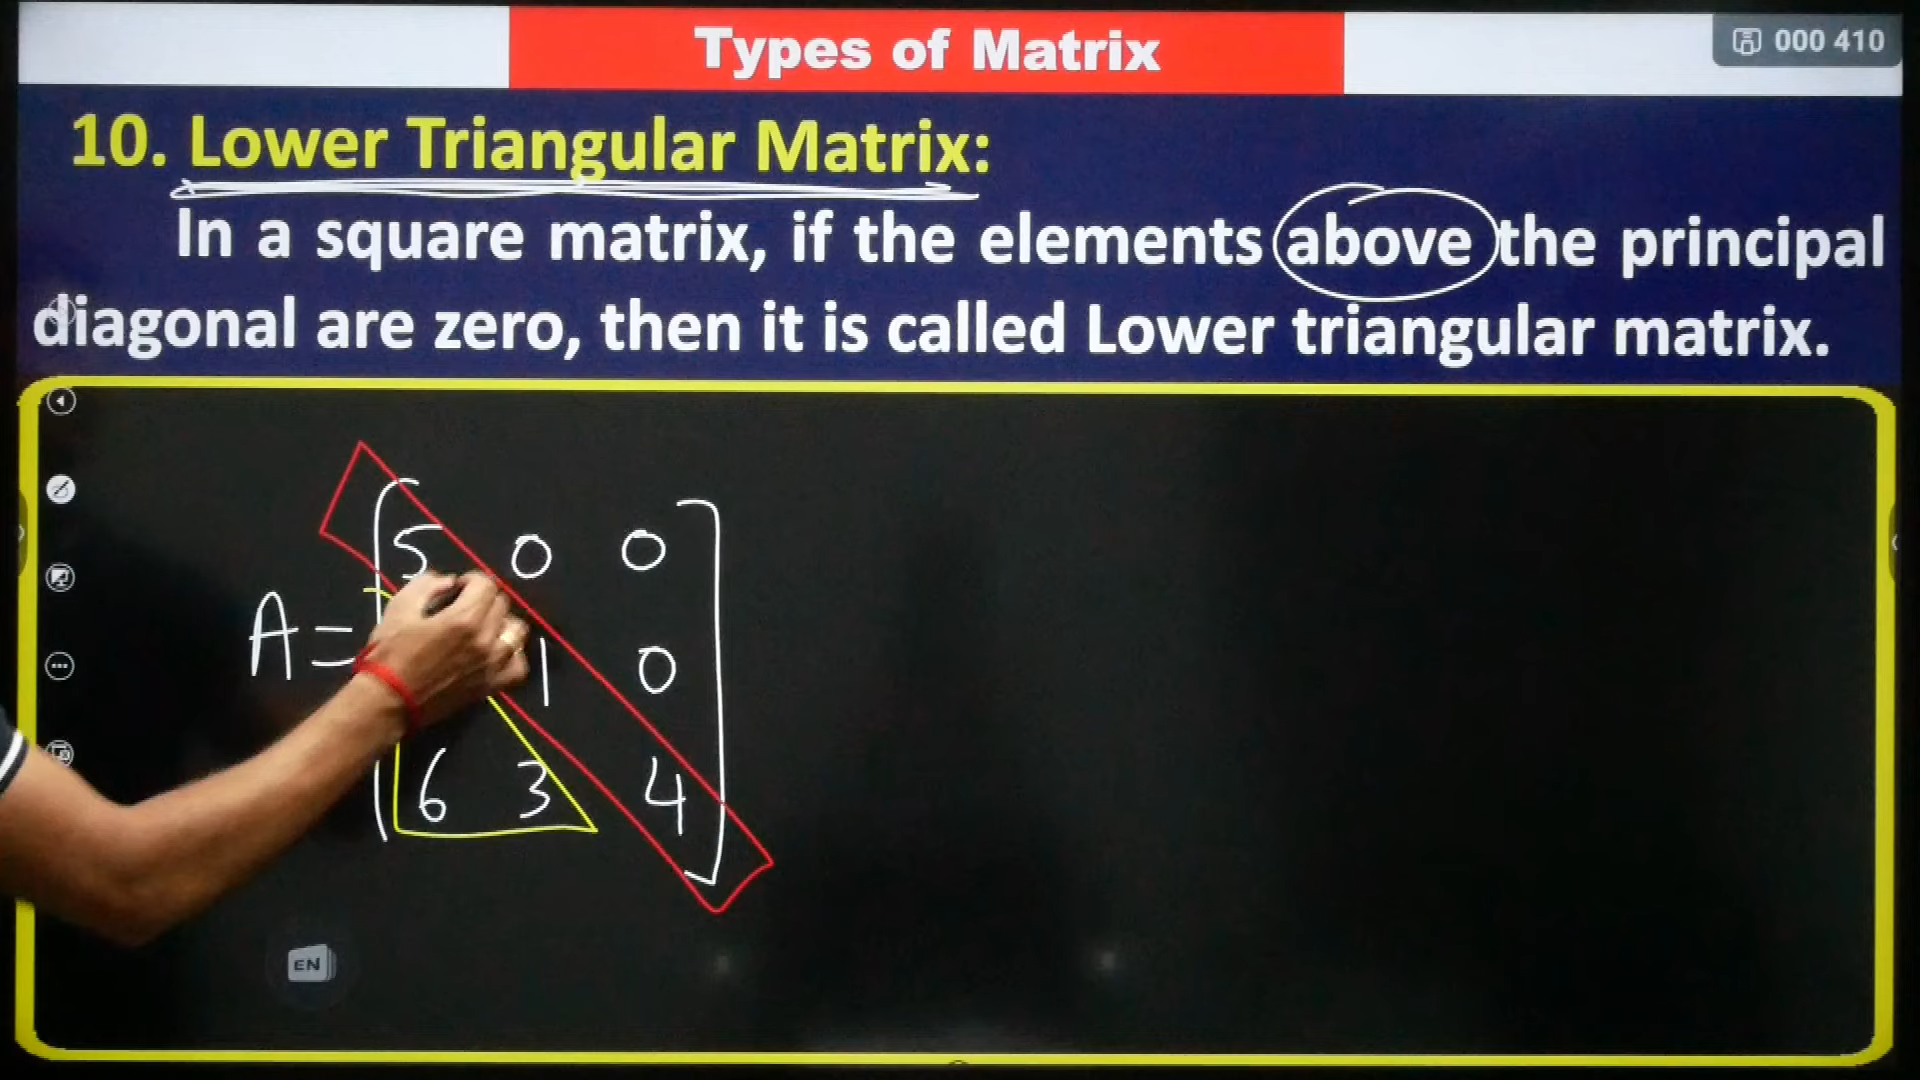 Types of Matrix
000 410
10. Lower Triangular Matrix:
In a square matrix, if the elements above the principal
diagonal are zero, then it is called Lower triangular matrix.
5 0 0
A = 1 0
6 3 4
EN